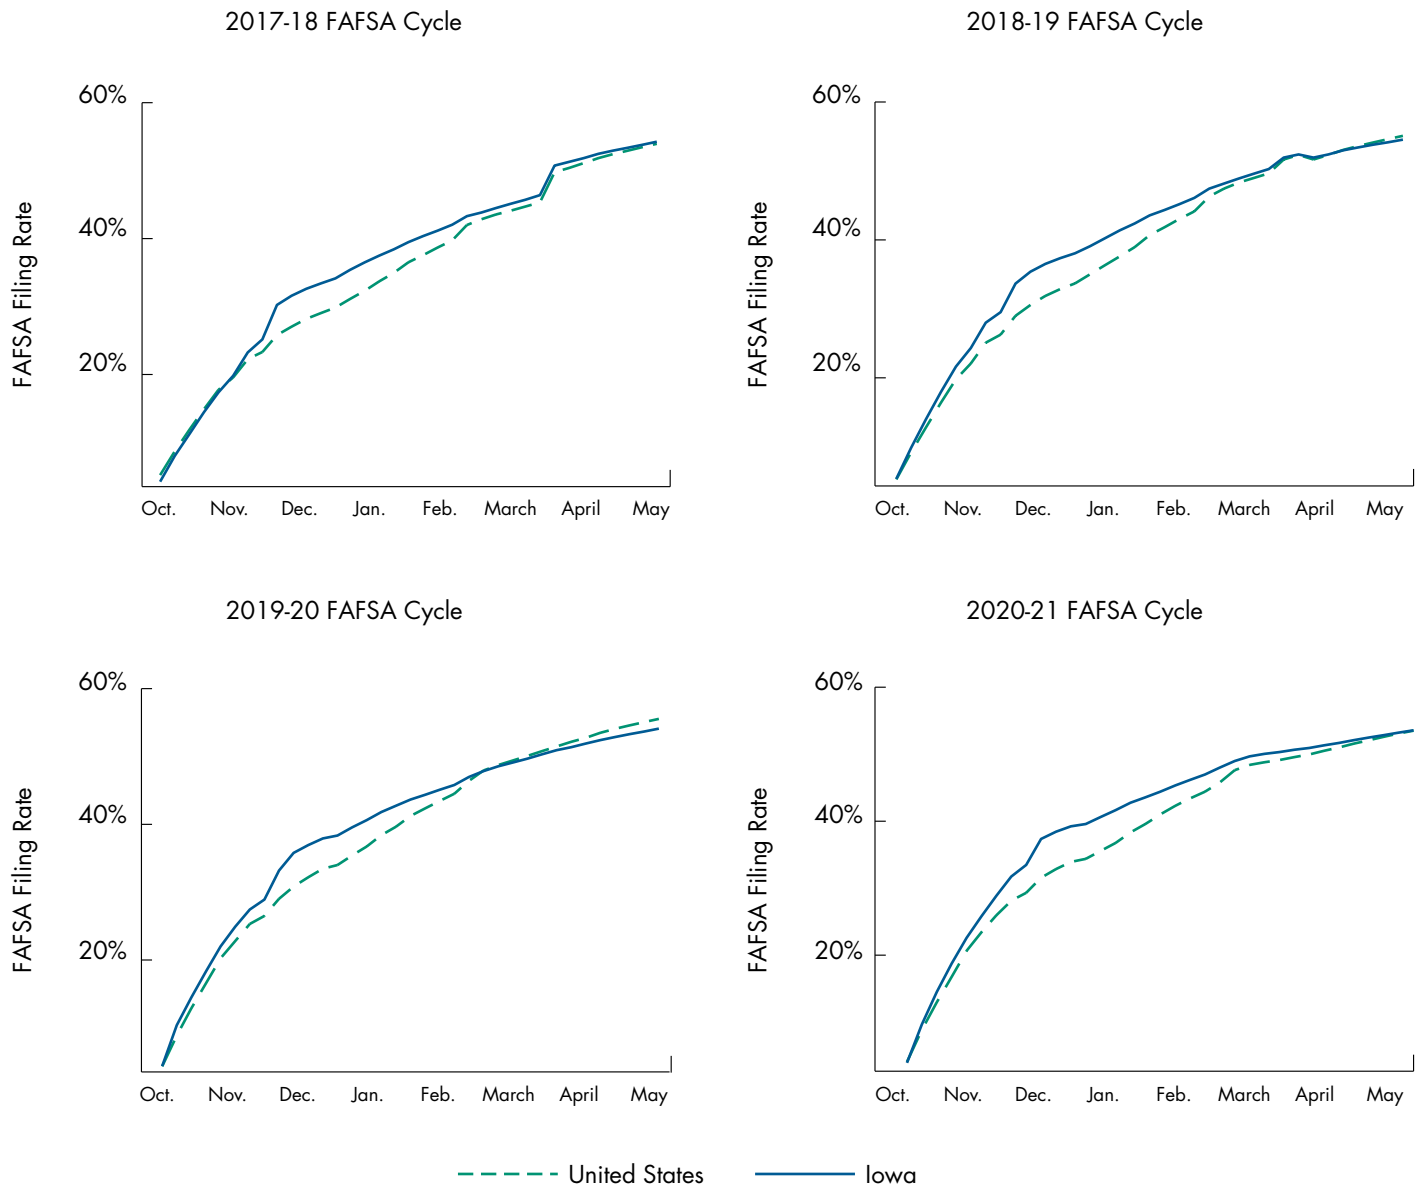 2017-18 FAFSA Cycle
60%
40%
20%
FAFSA Filing Rate
Oct. Nov. Dec. Jan. Feb. March April May
2018-19 FAFSA Cycle
60%
40%
20%
FAFSA Filing Rate
Oct. Nov. Dec. Jan. Feb. March April May
2019-20 FAFSA Cycle
60%
40%
20%
FAFSA Filing Rate
Oct. Nov. Dec. Jan. Feb. March April May
2020-21 FAFSA Cycle
60%
40%
20%
FAFSA Filing Rate
Oct. Nov. Dec. Jan. Feb. March April May
United States Iowa